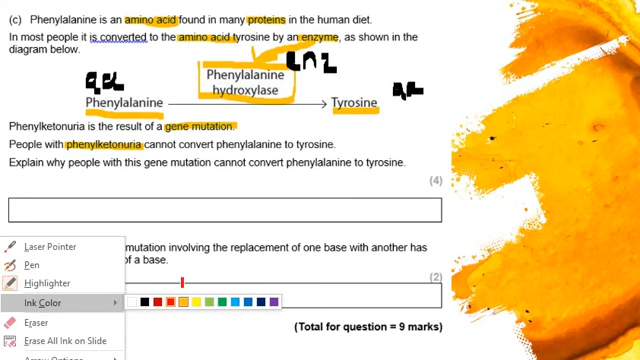 (c) Phenylalanine is an amino acid found in many proteins in the human diet.
In most people it is converted to the amino acid tyrosine by an enzyme, as shown in the
diagram below.
enz
Phenylalanine
hydroxylase
aa
aa
Phenylalanine
Tyrosine
Phenylketonuria is the result of a gene mutation.
People with phenylketonuria cannot convert phenylalanine to tyrosine.
Explain why people with this gene mutation cannot convert phenylalanine to tyrosine.
(4)
mutation involving the replacement of one base with another has
of a base.
(2)
(Total for question = 9 marks)
Laser Pointer
Pen
Highlighter
Ink Color
Eraser
Erase All Ink on Slide
Arrow Options